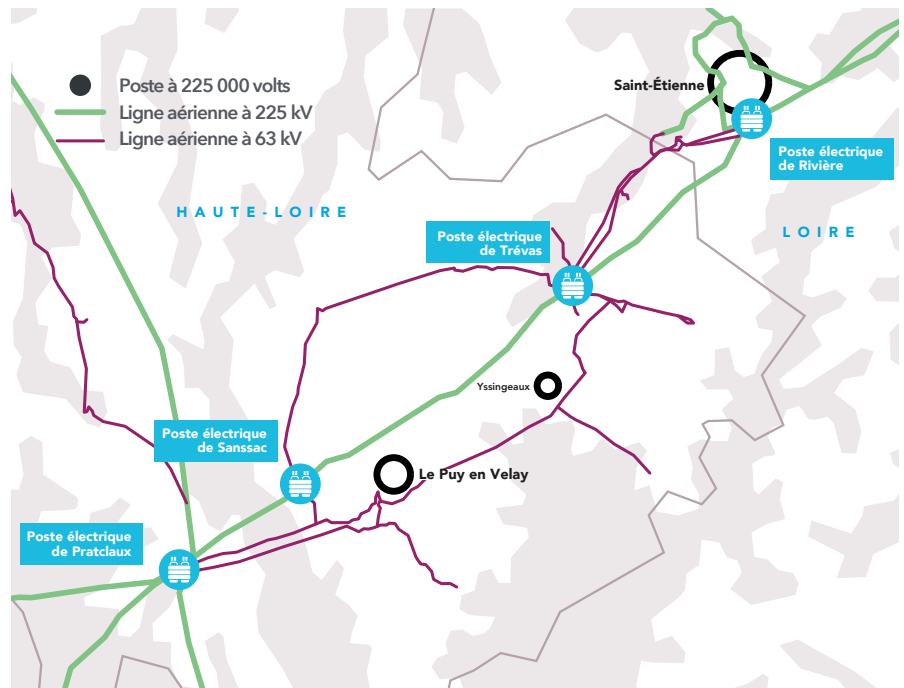 Poste à 225 000 volts
Ligne aérienne à 225 kV
Ligne aérienne à 63 kV
Saint-Étienne
Poste électrique
de Rivière
HAUTE-LOIRE
LOIRE
Poste électrique
de Trévas
Yssingeaux
Poste électrique
de Sanssac
Le Puy en Velay
Poste électrique
de Pratclaux